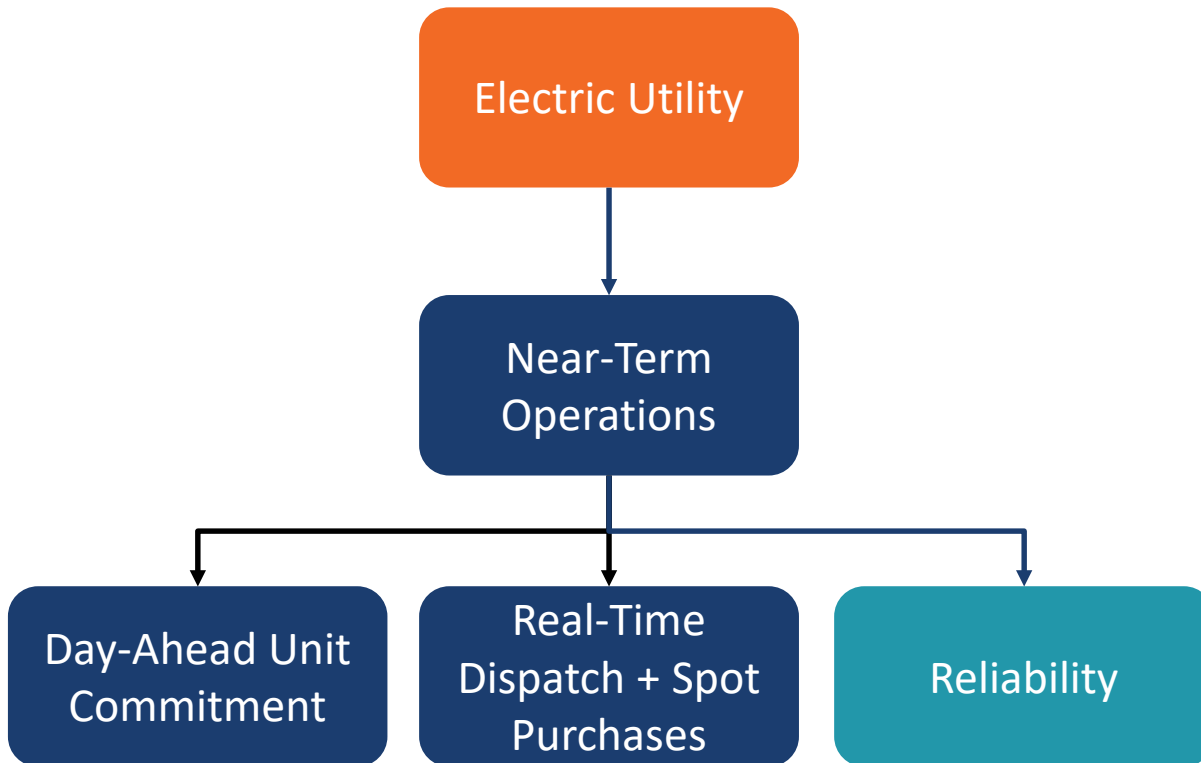 Electric Utility
Near-Term
Operations
Day-Ahead Unit
Commitment
Real-Time
Dispatch + Spot
Purchases
Reliability